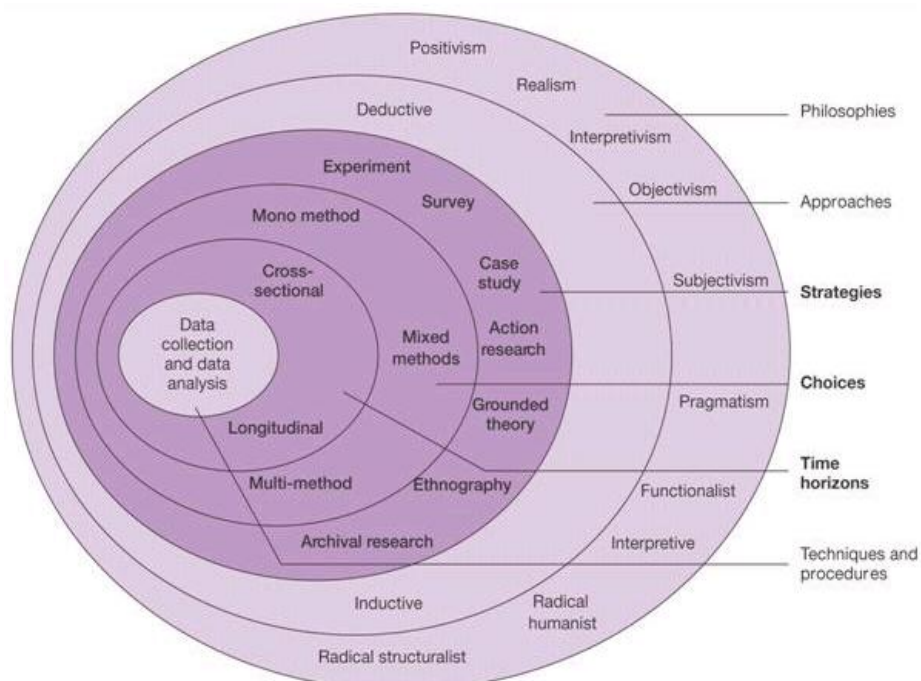 Positivism
Realism
Philosophies
Deductive
Interpretivism
Experiment
Objectivism
Approaches
Survey
Mono method
Case
study
Cross-
sectional
Subjectivism
Strategies
Data
collection
and data
analysis
Mixed
methods
Action
research
Choices
Grounded
theory
Pragmatism
Longitudinal
Time
horizons
Multi-method
Ethnography
Functionalist
Archival research
Interpretive
Techniques and
procedures
Inductive
Radical
humanist
Radical structuralist